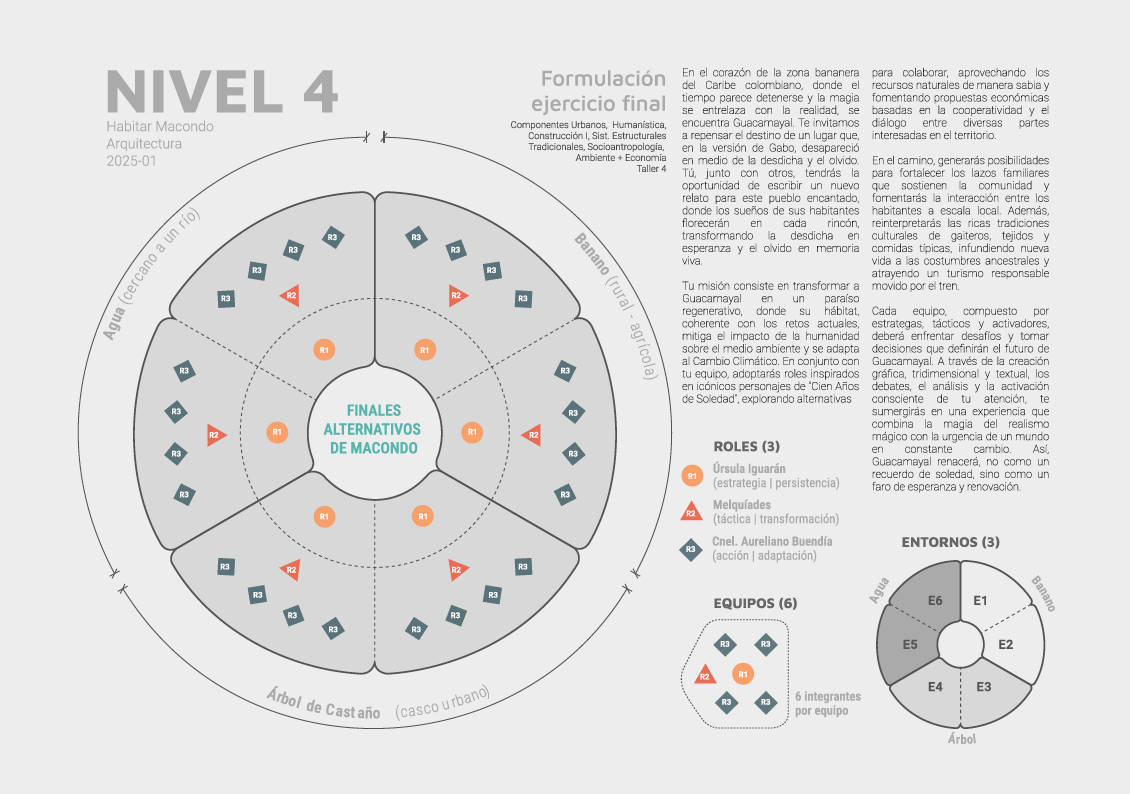 NIVEL 4
Habitar Macondo
Arquitectura
2025-01
Formulación
ejercicio final
Componentes Urbanos, Humanística,
Construcción I, Sist. Estructurales
Tradicionales, Socioantropología,
Ambiente + Economía
Taller 4
En el corazón de la zona bananera
del Caribe colombiano, donde el
tiempo parece detenerse y la magia
se entrelaza con la realidad, se
encuentra Guacamayal. Te invitamos
a repensar el destino de un lugar que,
en la versión de Gabo, desapareció
en medio de la desdicha y el olvido.
Tú, junto con otros, tendrás la
oportunidad de escribir un nuevo
relato para este pueblo encantado,
donde los sueños de sus habitantes
florecerán en cada rincón,
transformando la desdicha en
esperanza y el olvido en memoria
viva.
Tu misión consiste en transformar a
Guacamayal en un paraíso
regenerativo, donde su hábitat,
coherente con los retos actuales,
mitiga el impacto de la humanidad
sobre el medio ambiente y se adapta
al Cambio Climático. En conjunto con
tu equipo, adoptarás roles inspirados
en icónicos personajes de "Cien Años
de Soledad", explorando alternativas
para colaborar, aprovechando los
recursos naturales de manera sabia y
fomentando propuestas económicas
basadas en la cooperatividad y el
diálogo entre diversas partes
interesadas en el territorio.
En el camino, generarás posibilidades
para fortalecer los lazos familiares
que sostienen la comunidad y
fomentarás la interacción entre los
habitantes a escala local. Además,
reinterpretarás las ricas tradiciones
culturales de gaiteros, tejidos y
comidas típicas, infundiendo nueva
vida a las costumbres ancestrales y
atrayendo un turismo responsable
movido por el tren.
Cada equipo, compuesto por
estrategas, tácticos y activadores,
deberá enfrentar desafíos y tomar
decisiones que definirán el futuro de
Guacamayal. A través de la creación
gráfica, tridimensional y textual, los
debates, el análisis y la activación
consciente de tu atención, te
sumergirás en una experiencia que
combina la magia del realismo
mágico con la urgencia de un mundo
en constante cambio. Así,
Guacamayal renacerá, no como un
recuerdo de soledad, sino como un
faro de esperanza y renovación.
Agua (cercano a un río)
Banano (rural - agrícola)
Árbol de Castaño (casco urbano)
R3 R3
R3 R3
R3 R3
R2 R2
R3 R3
R1 R1
R3 R3
R3 R3
R2 R1 R1 R2
R3 R3
R3 R3
R1 R1
R3 R2 R2 R3
R3 R3
R3 R3
R3 R3
FINALES
ALTERNATIVOS
DE MACONDO
ROLES (3)
R1 Úrsula Iguarán
(estrategia | persistencia)
R2 Melquíades
(táctica | transformación)
R3 Cnel. Aureliano Buendía
(acción | adaptación)
EQUIPOS (6)
R3 R3
R2 R1
R3 R3
6 integrantes
por equipo
ENTORNOS (3)
Agua
Banano
E6 E1
E5 E2
E4 E3
Árbol